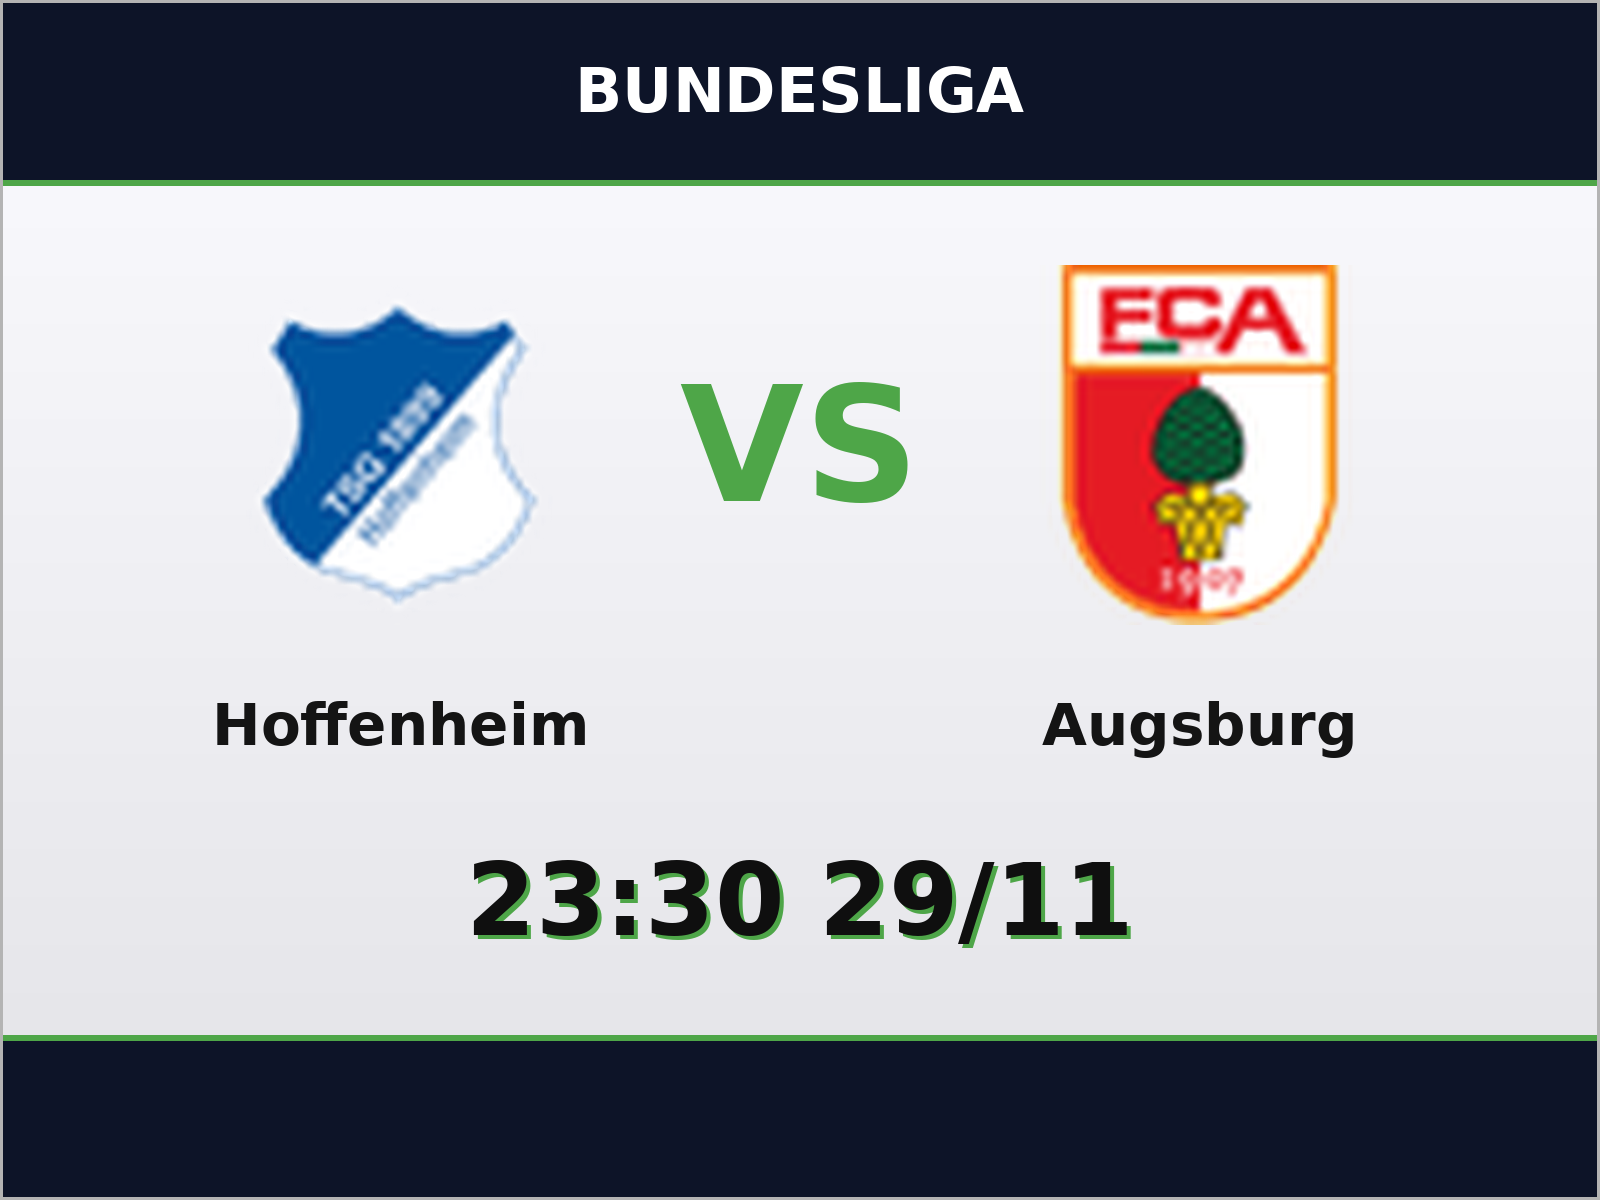 BUNDESLIGA
FCA
TSG 1899
Hoffenheim
VS
1907
Hoffenheim
Augsburg
23:30 29/11